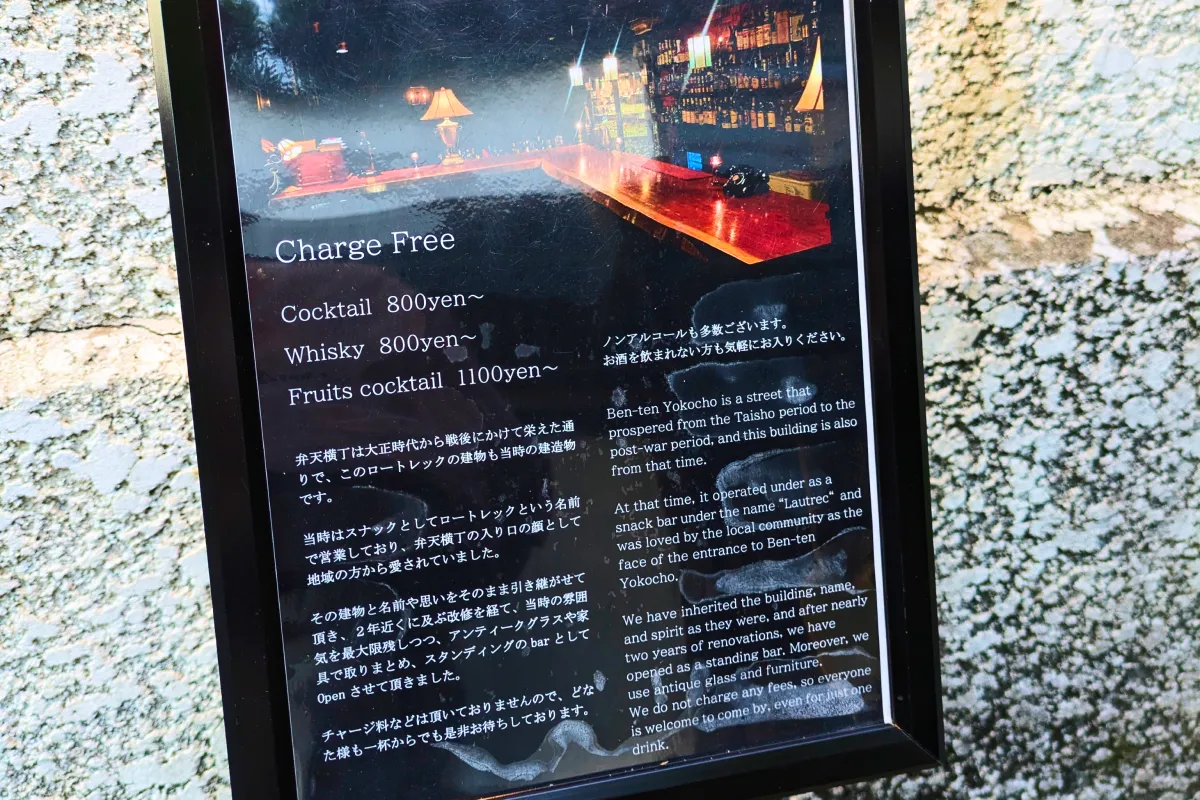 Charge Free
Cocktail 800yen～
Whisky 800yen～
Fruits cocktail 1100yen～
弁天横丁は大正時代から戦後にかけて栄えた通
りで、このロートレックの建物も当時の建造物
です。
当時はスナックとしてロートレックという名前
で営業しており、弁天横丁の入り口の顔として
地域の方から愛されていました。
その建物と名前や思いをそのまま引き継がせて
頂き、２年近くに及ぶ改修を経て、当時の雰囲
気を最大限残しつつ、アンティークグラスや家
具で取りまとめ、スタンディングの bar として
Open させて頂きました。
チャージ料などは頂いておりませんので、どな
た様も一杯からでも是非お待ちしております。
ノンアルコールも多数ございます。
お酒を飲まれない方も気軽にお入りください。
Ben-ten Yokocho is a street that
prospered from the Taisho period to the
post-war period, and this building is also
from that time.
At that time, it operated under as a
snack bar under the name "Lautrec" and
was loved by the local community as the
face of the entrance to Ben-ten
Yokocho.
We have inherited the building, name,
and spirit as they were, and after nearly
two years of renovations, we have
opened as a standing bar. Moreover, we
use antique glass and furniture.
We do not charge any fees, so everyone
is welcome to come by, even for just one
drink.